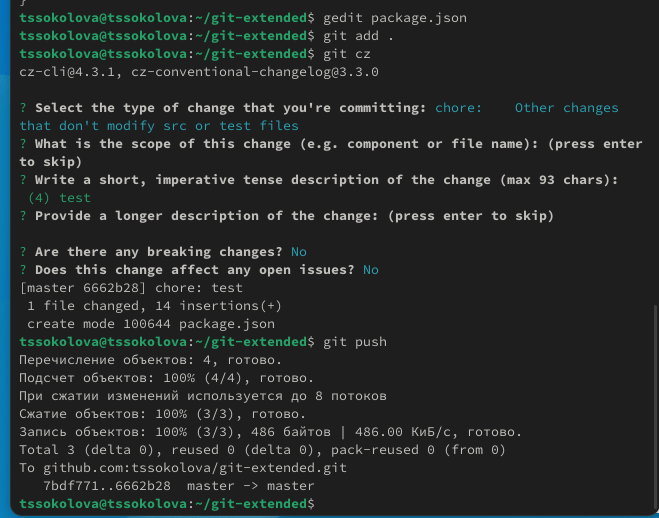 }
tssokolova@tssokolova:~/git-extended$ gedit package.json
tssokolova@tssokolova:~/git-extended$ git add .
tssokolova@tssokolova:~/git-extended$ git cz
cz-cli@4.3.1, cz-conventional-changelog@3.3.0

? Select the type of change that you're committing: chore:    Other changes
that don't modify src or test files
? What is the scope of this change (e.g. component or file name): (press enter
to skip)
? Write a short, imperative tense description of the change (max 93 chars):
 (4) test
? Provide a longer description of the change: (press enter to skip)

? Are there any breaking changes? No
? Does this change affect any open issues? No
[master 6662b28] chore: test
 1 file changed, 14 insertions(+)
 create mode 100644 package.json
tssokolova@tssokolova:~/git-extended$ git push
Перечисление объектов: 4, готово.
Подсчет объектов: 100% (4/4), готово.
При сжатии изменений используется до 8 потоков
Сжатие объектов: 100% (3/3), готово.
Запись объектов: 100% (3/3), 486 байтов | 486.00 КиБ/с, готово.
Total 3 (delta 0), reused 0 (delta 0), pack-reused 0 (from 0)
To github.com:tssokolova/git-extended.git
   7bdf771..6662b28  master -> master
tssokolova@tssokolova:~/git-extended$